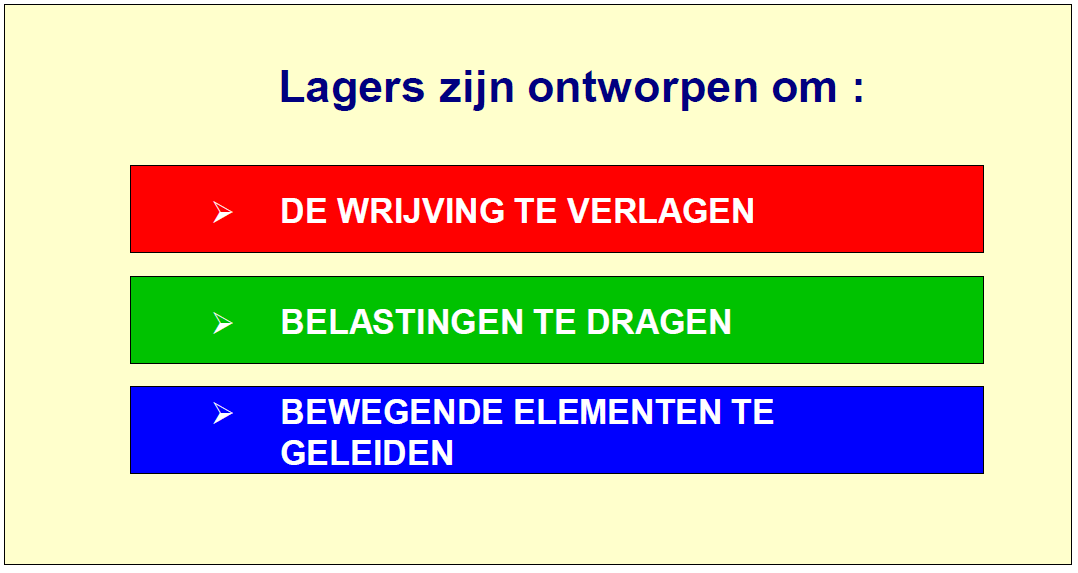 Lagers zijn ontworpen om :
➢ DE WRIJVING TE VERLAGEN
➢ BELASTINGEN TE DRAGEN
➢ BEWEGENDE ELEMENTEN TE
GELEIDEN